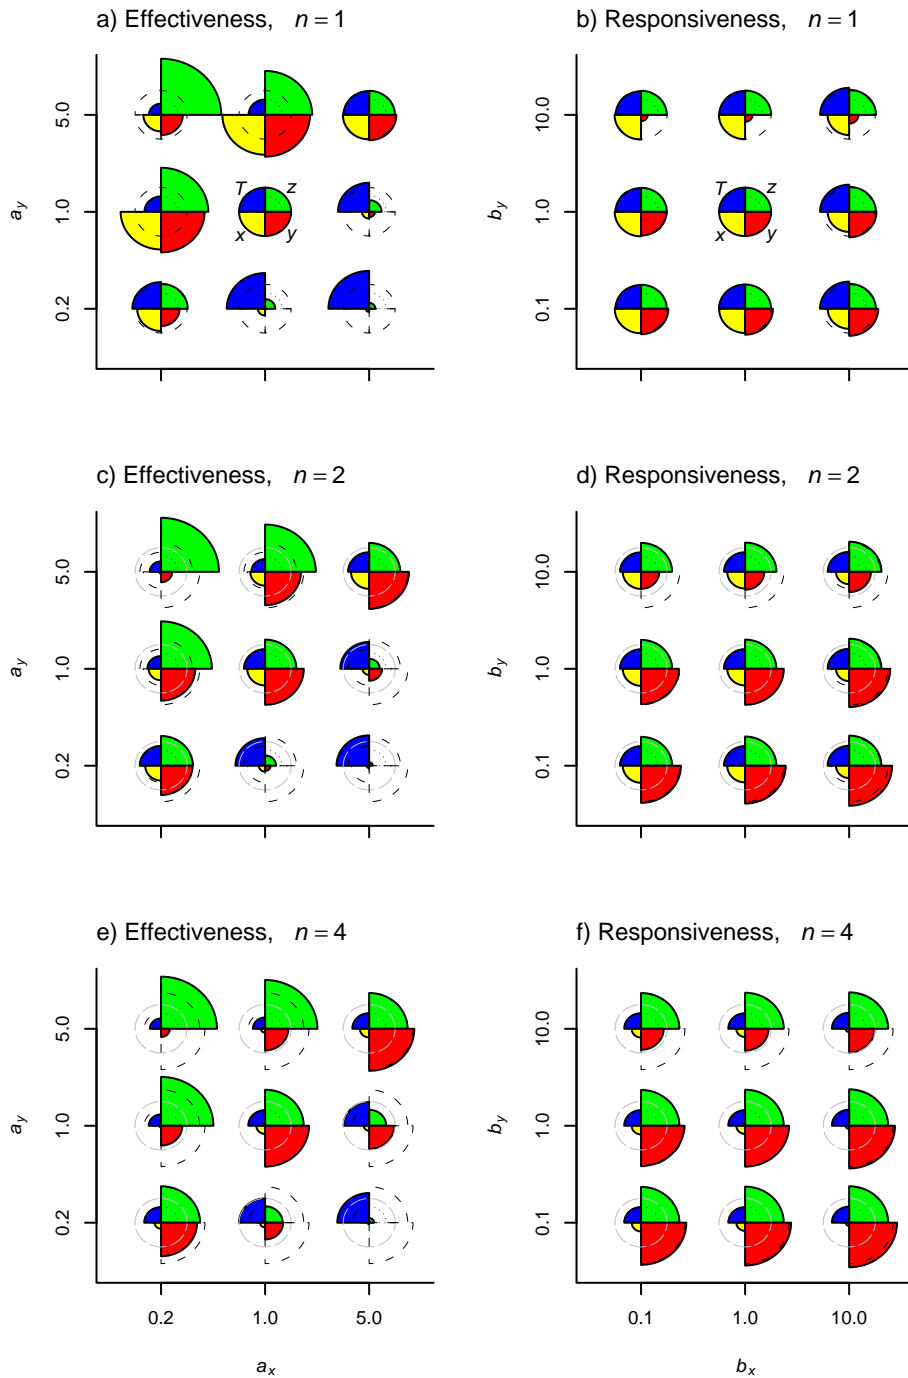 a) Effectiveness, n = 1
b) Responsiveness, n = 1
5.0
10.0
T z
T z
a_y
1.0
b_y
1.0
x y
x y
0.2
0.1
c) Effectiveness, n = 2
d) Responsiveness, n = 2
5.0
10.0
a_y
1.0
b_y
1.0
0.2
0.1
e) Effectiveness, n = 4
f) Responsiveness, n = 4
5.0
10.0
a_y
1.0
b_y
1.0
0.2
0.1
0.2 1.0 5.0
0.1 1.0 10.0
a_x
b_x